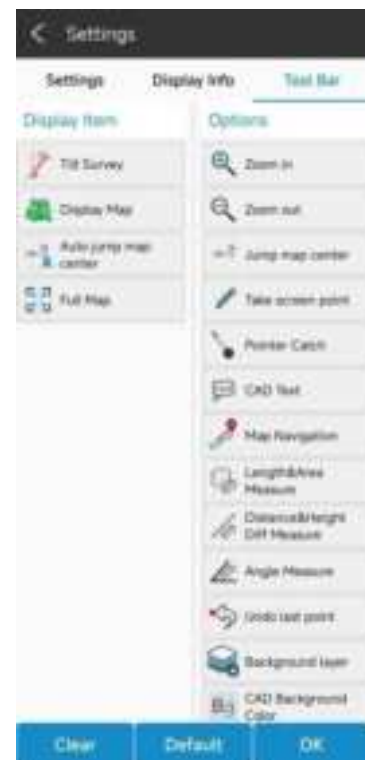 Settings
Settings Display Info Tool Bar
Display Item
Tilt Survey
Display Map
Auto jump map
center
Full Map
Options
Zoom in
Zoom out
Jump map center
Take screen point
Pointer Catch
CAD Text
Map Navigation
Length&Area
Measure
Distance&Height
Diff Measure
Angle Measure
Undo last point
Background layer
CAD Background
Color
Clear Default OK